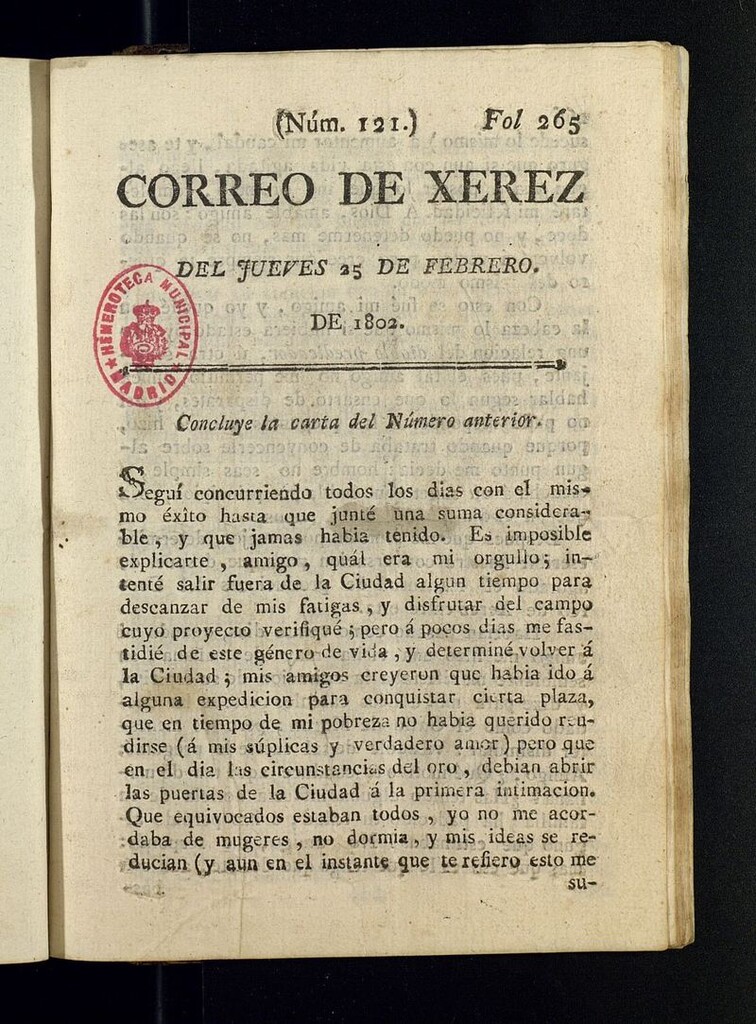 (Núm. 121.) Fol 265
CORREO DE XEREZ
DEL JUEVES 25 DE FEBRERO.
DE 1802.
HEMEROTECA MUNICIPAL
MADRID
Concluye la carta del Número anterior.
Seguí concurriendo todos los dias con el mis-
mo éxîto hasta que junté una suma considera-
ble, y que jamas habia tenido. Es imposible
explicarte, amigo, quál era mi orgullo; in-
tenté salir fuera de la Ciudad algun tiempo para
descanzar de mis fatigas, y disfrutar del campo
cuyo proyecto verifiqué; pero á pocos dias me fas-
tidié de este género de vida, y determiné volver á
la Ciudad; mis amigos creyeron que habia ido á
alguna expedicion para conquistar cierta plaza,
que en tiempo de mi pobreza no habia querido ren-
dirse (á mis súplicas y verdadero amor) pero que
en el dia las circunstancias del oro, debian abrir
las puertas de la Ciudad á la primera intimacion.
Que equivocados estaban todos, yo no me acor-
daba de mugeres, no dormia, y mis ideas se re-
ducian (y aun en el instante que te refiero esto me
su-